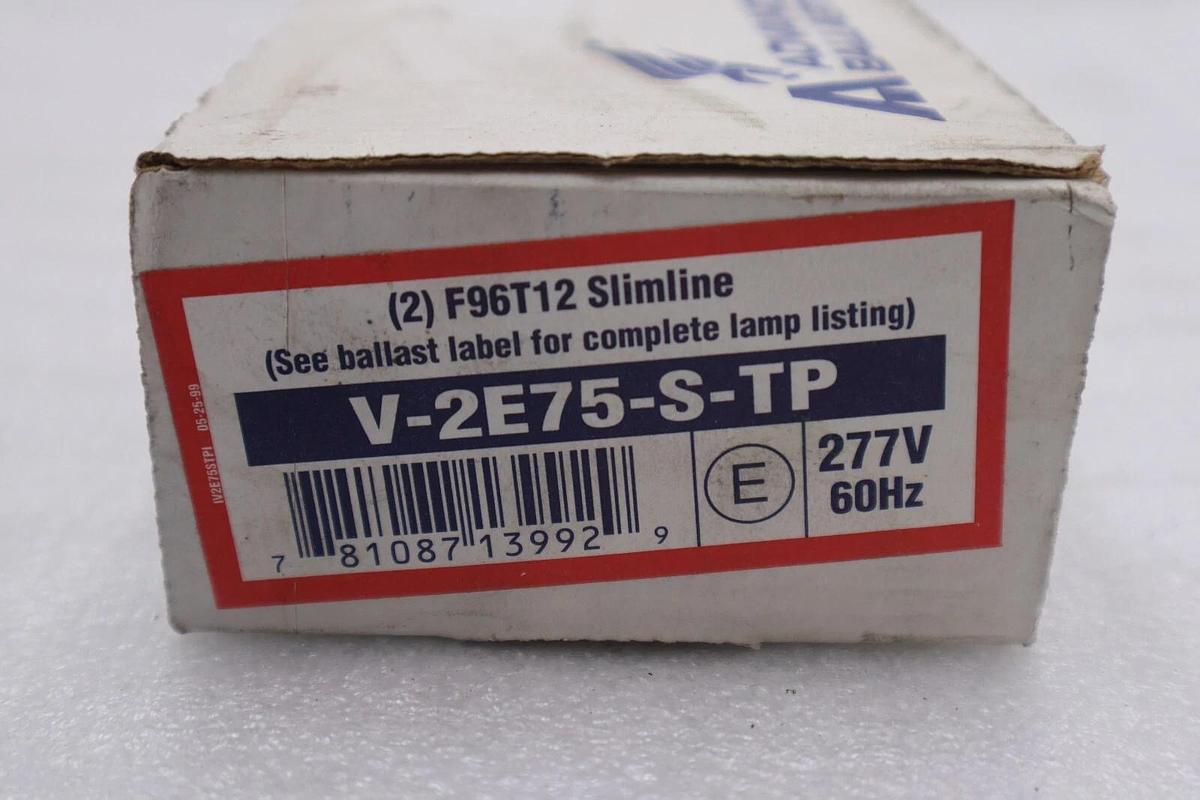 A
(2) F96T12 Slimline
(See ballast label for complete lamp listing)
V-2E75-S-TP
7 81087 13992 9
E
277V
60Hz
IV2E75STPI 05-25-99